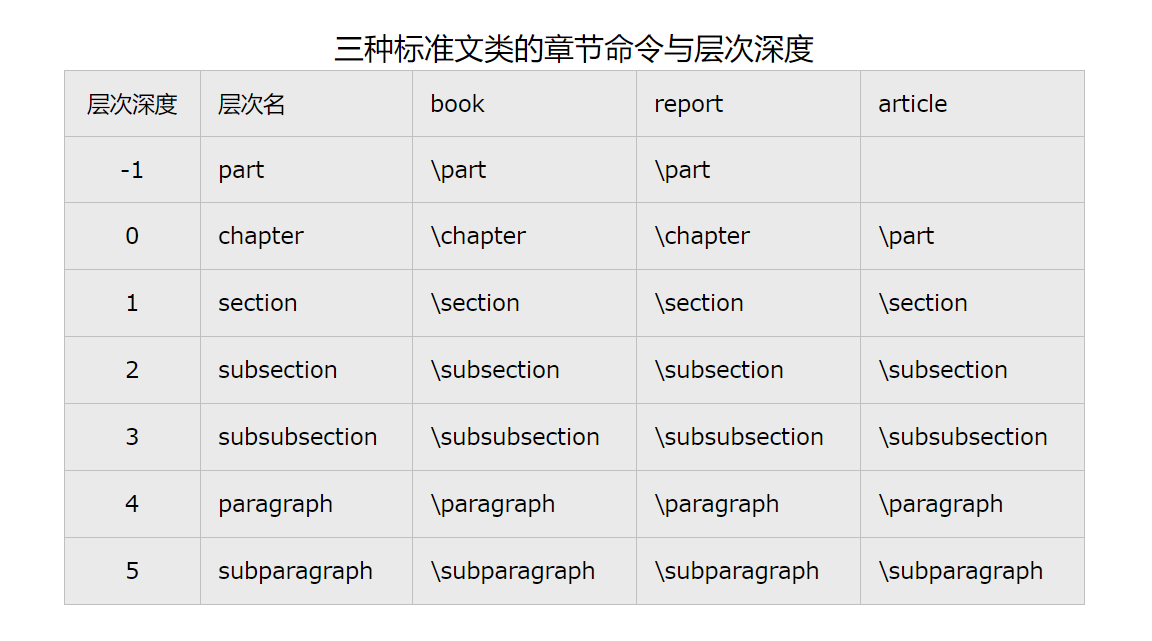 三种标准文类的章节命令与层次深度
层次深度 层次名 book report article
-1 part \part \part
0 chapter \chapter \chapter \part
1 section \section \section \section
2 subsection \subsection \subsection \subsection
3 subsubsection \subsubsection \subsubsection \subsubsection
4 paragraph \paragraph \paragraph \paragraph
5 subparagraph \subparagraph \subparagraph \subparagraph